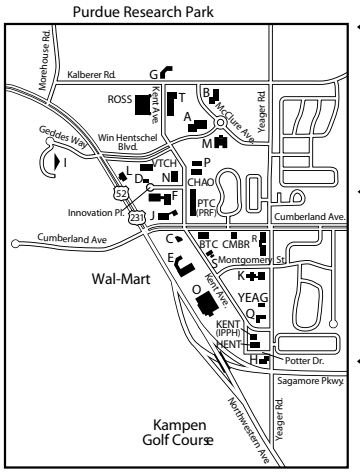 Purdue Research Park
Morehouse Rd.
Kalberer Rd.
G
ROSS
Kent Ave
T
B
McClure Ave.
Yeager Rd.
A
Geddes Way
Win Hentschel
Blvd.
M
I
VTCH
P
L
D
N
CHAO
52
F
PTC
(PRF)
Innovation Pl.
231
J
Cumberland Ave.
Cumberland Ave
C
BTC
CMBR
R
S
Montgomery St.
E
Wal-Mart
K
Kent Ave.
O
YEAG
Q
KENT
(IPPH)
HENT
H
Potter Dr.
Sagamore Pkwy.
Kampen
Golf Course
Northwestern Ave
Yeager Rd.